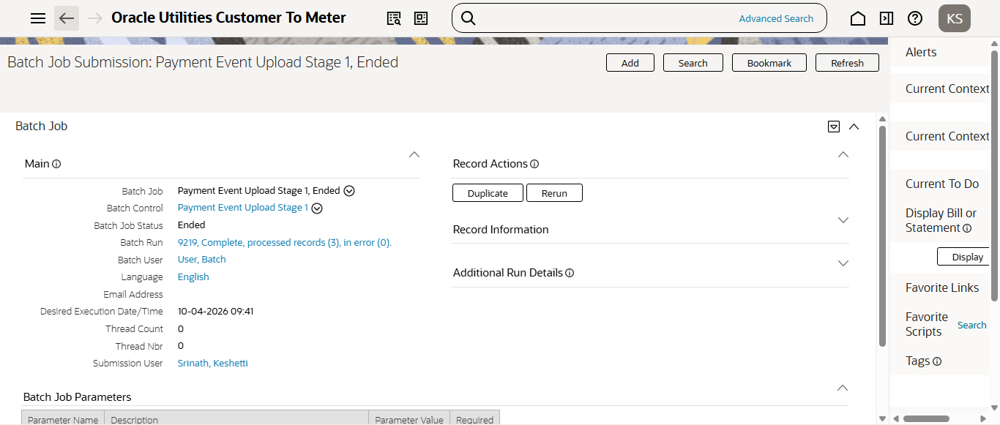 Oracle Utilities Customer To Meter
Advanced Search
KS
Batch Job Submission: Payment Event Upload Stage 1, Ended
Add
Search
Bookmark
Refresh
Batch Job
Main
Batch Job Payment Event Upload Stage 1, Ended
Batch Control Payment Event Upload Stage 1
Batch Job Status Ended
Batch Run 9219, Complete, processed records (3), in error (0).
Batch User User, Batch
Language English
Email Address
Desired Execution Date/Time 10-04-2026 09:41
Thread Count 0
Thread Nbr 0
Submission User Srinath, Keshetti
Record Actions
Duplicate
Rerun
Record Information
Additional Run Details
Batch Job Parameters
Parameter Name Description Parameter Value Required
Alerts
Current Context
Current Context
Current To Do
Display Bill or
Statement
Display
Favorite Links
Favorite
Scripts
Search
Tags